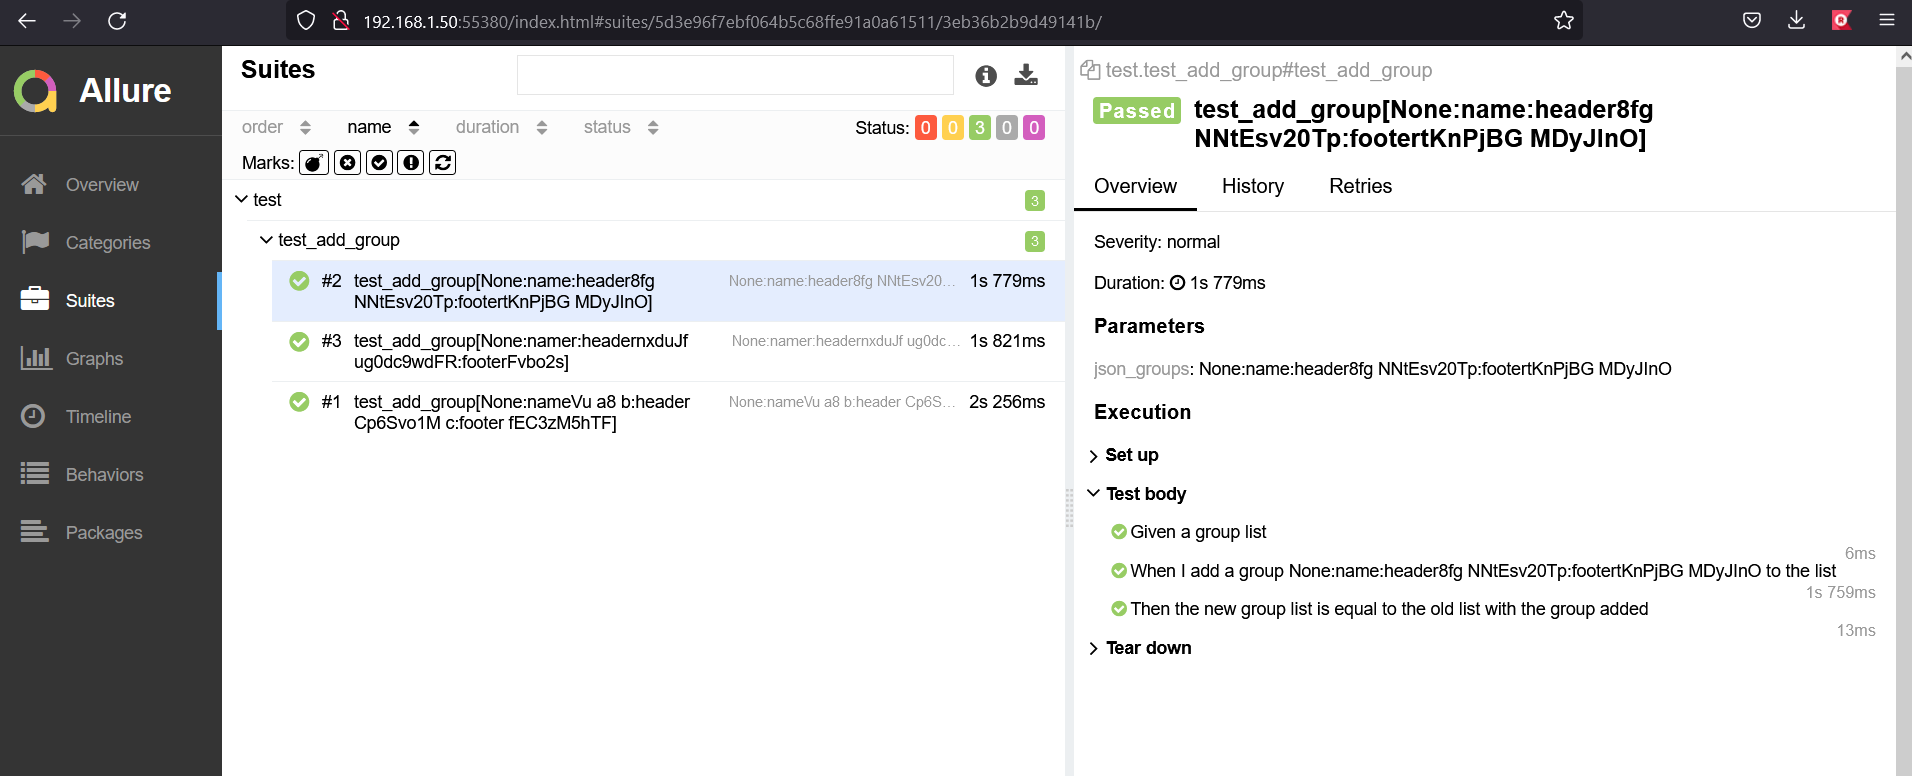 192.168.1.50:55380/index.html#suites/5d3e96f7ebf064b5c68ffe91a0a61511/3eb36b2b9d49141b/
Allure
Overview
Categories
Suites
Graphs
Timeline
Behaviors
Packages
Suites
order name duration status Status: 0 0 3 0 0
Marks:
test 3
test_add_group 3
#2 test_add_group[None:name:header8fg None:name:header8fg NNtEsv20... 1s 779ms
NNtEsv20Tp:footertKnPjBG MDyJInO]
#3 test_add_group[None:namer:headernxduJf None:namer:headernxduJf ug0dc... 1s 821ms
ug0dc9wdFR:footerFvbo2s]
#1 test_add_group[None:nameVu a8 b:header None:nameVu a8 b:header Cp6S... 2s 256ms
Cp6Svo1M c:footer fEC3zM5hTF]
test.test_add_group#test_add_group
Passed test_add_group[None:name:header8fg
NNtEsv20Tp:footertKnPjBG MDyJInO]
Overview History Retries
Severity: normal
Duration: 1s 779ms
Parameters
json_groups: None:name:header8fg NNtEsv20Tp:footertKnPjBG MDyJInO
Execution
Set up
Test body
Given a group list
6ms
When I add a group None:name:header8fg NNtEsv20Tp:footertKnPjBG MDyJInO to the list
1s 759ms
Then the new group list is equal to the old list with the group added
13ms
Tear down